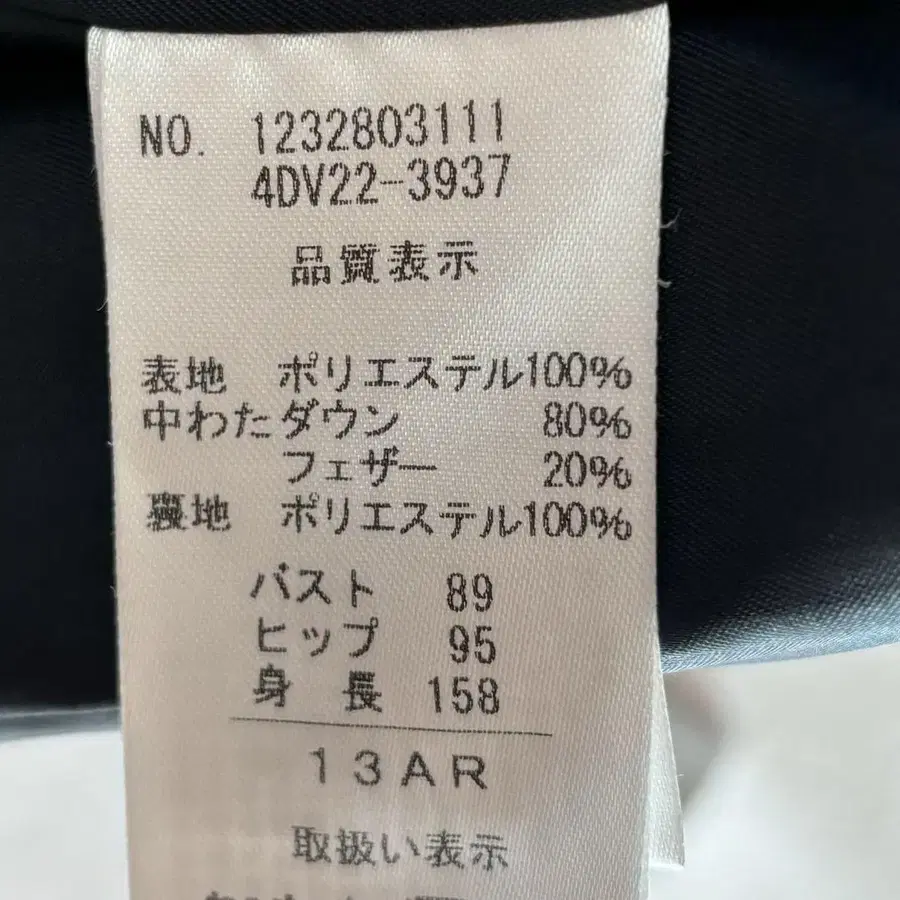 NO. 1232803111
4DV22-3937
品質表示
表地 ポリエステル100%
中わたダウン 80%
フェザー 20%
裏地 ポリエステル100%
バスト 89
ヒップ 95
身長 158
13AR
取扱い表示